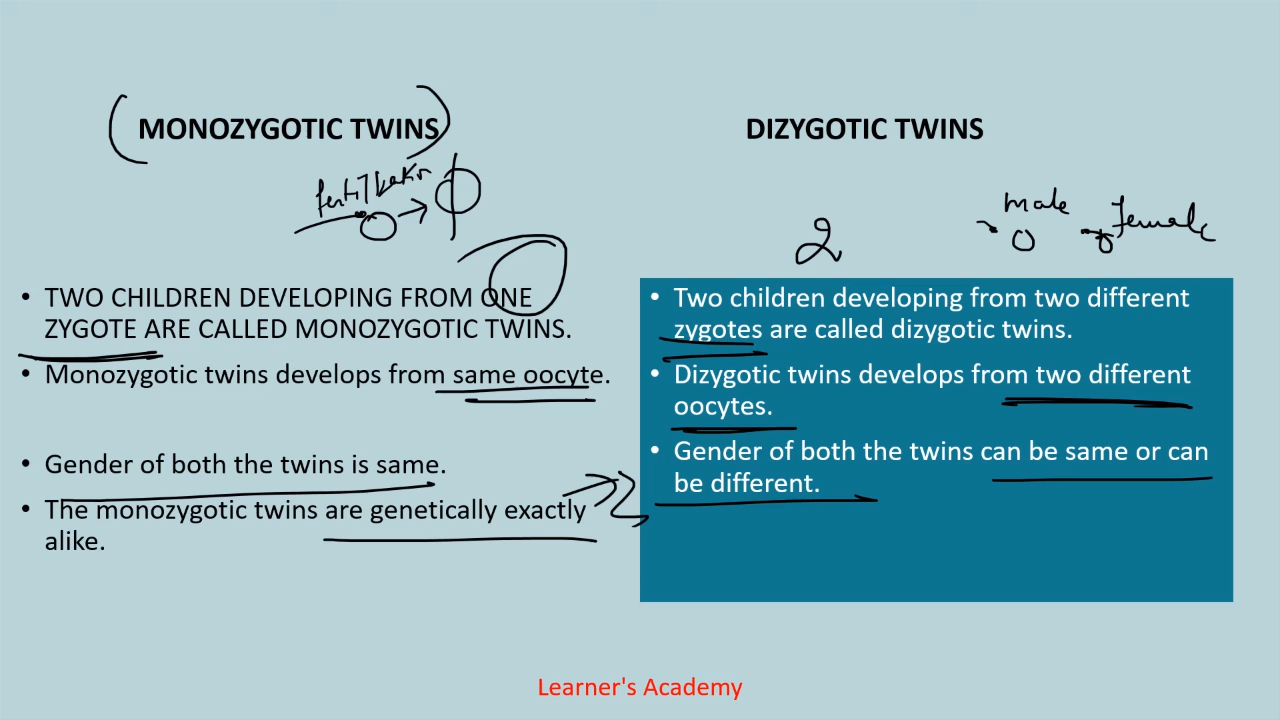 MONOZYGOTIC TWINS
fertilization
• TWO CHILDREN DEVELOPING FROM ONE
ZYGOTE ARE CALLED MONOZYGOTIC TWINS.
• Monozygotic twins develops from same oocyte.
• Gender of both the twins is same.
• The monozygotic twins are genetically exactly
alike.
DIZYGOTIC TWINS
2
male
female
• Two children developing from two different
zygotes are called dizygotic twins.
• Dizygotic twins develops from two different
oocytes.
• Gender of both the twins can be same or can
be different.
Learner's Academy